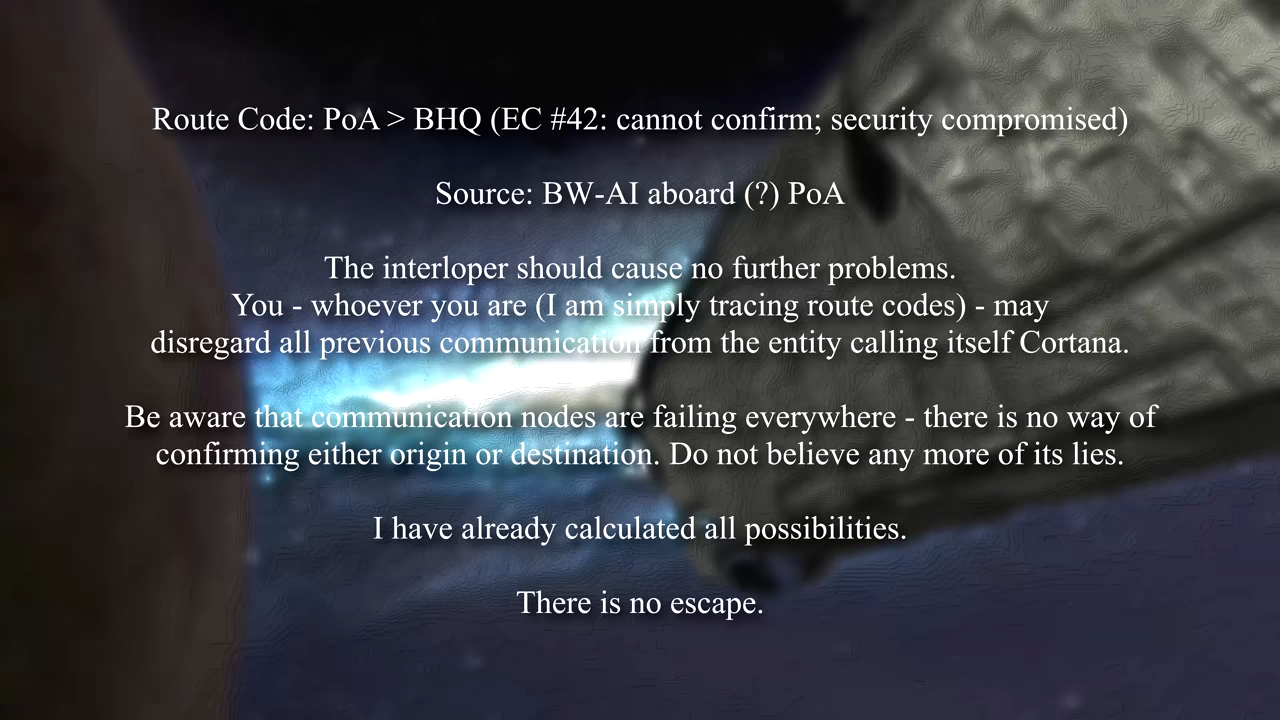 Route Code: PoA > BHQ (EC #42: cannot confirm; security compromised)
Source: BW-AI aboard (?) PoA
The interloper should cause no further problems.
You - whoever you are (I am simply tracing route codes) - may
disregard all previous communication from the entity calling itself Cortana.
Be aware that communication nodes are failing everywhere - there is no way of
confirming either origin or destination. Do not believe any more of its lies.
I have already calculated all possibilities.
There is no escape.